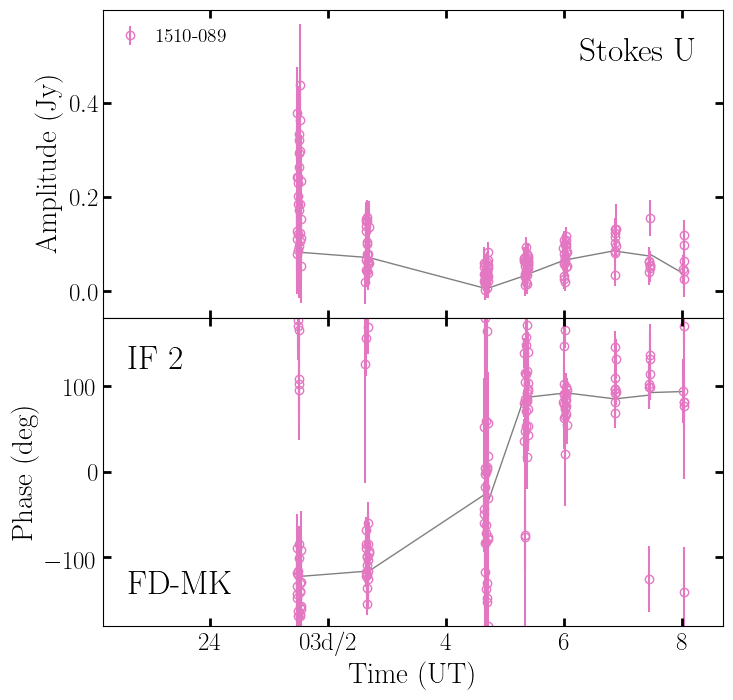 1510-089
Stokes U
Amplitude (Jy)
0.4
0.2
0.0
IF 2
Phase (deg)
100
0
−100
FD-MK
24 03d/2 4 6 8
Time (UT)